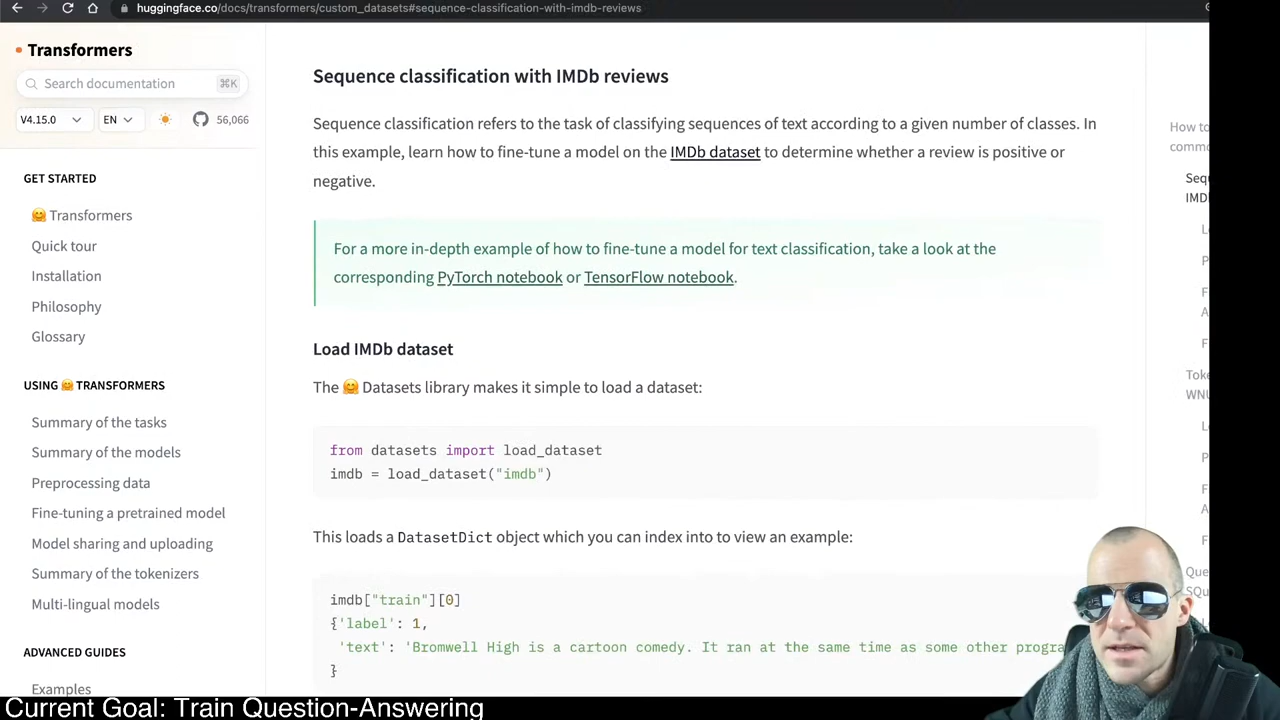 huggingface.co/docs/transformers/custom_datasets#sequence-classification-with-imdb-reviews
Transformers
Search documentation ⌘K
V4.15.0 EN 56,066
GET STARTED
🤗 Transformers
Quick tour
Installation
Philosophy
Glossary
USING 🤗 TRANSFORMERS
Summary of the tasks
Summary of the models
Preprocessing data
Fine-tuning a pretrained model
Model sharing and uploading
Summary of the tokenizers
Multi-lingual models
ADVANCED GUIDES
Examples
Sequence classification with IMDb reviews
Sequence classification refers to the task of classifying sequences of text according to a given number of classes. In
this example, learn how to fine-tune a model on the IMDb dataset to determine whether a review is positive or
negative.
For a more in-depth example of how to fine-tune a model for text classification, take a look at the
corresponding PyTorch notebook or TensorFlow notebook.
Load IMDb dataset
The 🤗 Datasets library makes it simple to load a dataset:
from datasets import load_dataset
imdb = load_dataset("imdb")
This loads a DatasetDict object which you can index into to view an example:
imdb["train"][0]
{'label': 1,
'text': 'Bromwell High is a cartoon comedy. It ran at the same time as some other progra
}
How to
comm
Seq
IMD
L
P
F
A
F
Tok
WN
L
P
F
A
F
Que
SQu
Current Goal: Train Question-Answering